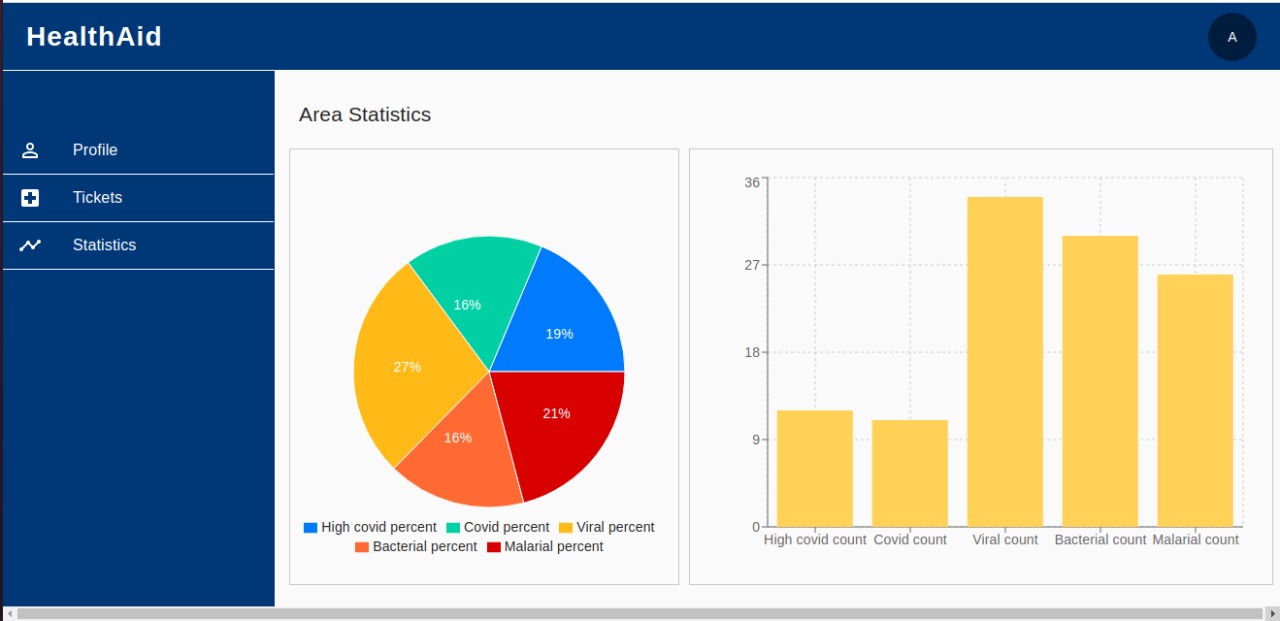 HealthAid
A
Profile
Tickets
Statistics
Area Statistics
16%
19%
27%
21%
16%
High covid percent Covid percent Viral percent
Bacterial percent Malarial percent
36
27
18
9
0
High covid count Covid count Viral count Bacterial count Malarial count